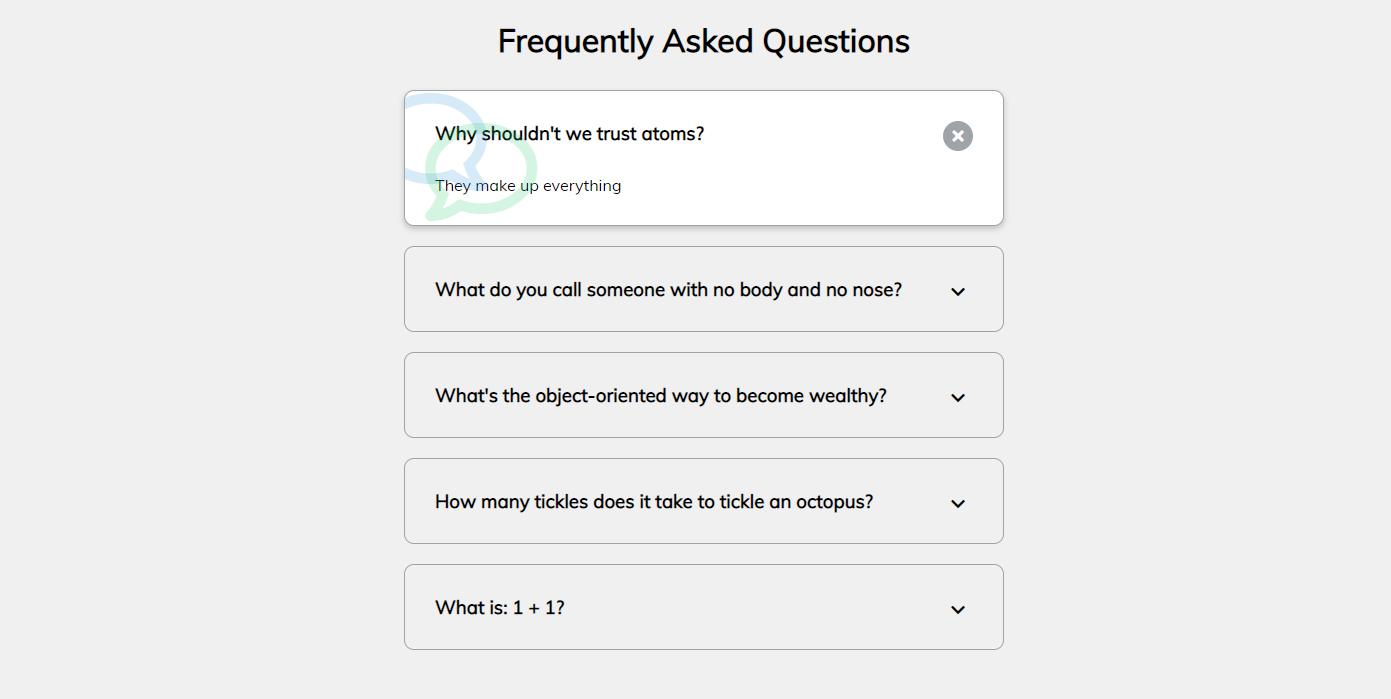 Frequently Asked Questions
Why shouldn't we trust atoms?
They make up everything
What do you call someone with no body and no nose?
What's the object-oriented way to become wealthy?
How many tickles does it take to tickle an octopus?
What is: 1 + 1?